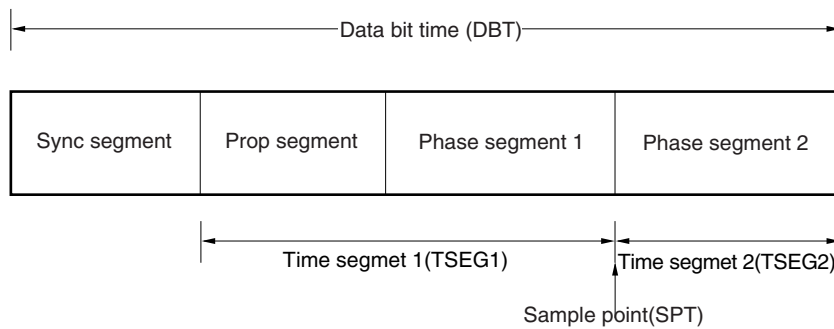 Data bit time (DBT)
Sync segment
Prop segment
Phase segment 1
Phase segment 2
Time segmet 1(TSEG1)
Time segmet 2(TSEG2)
Sample point(SPT)